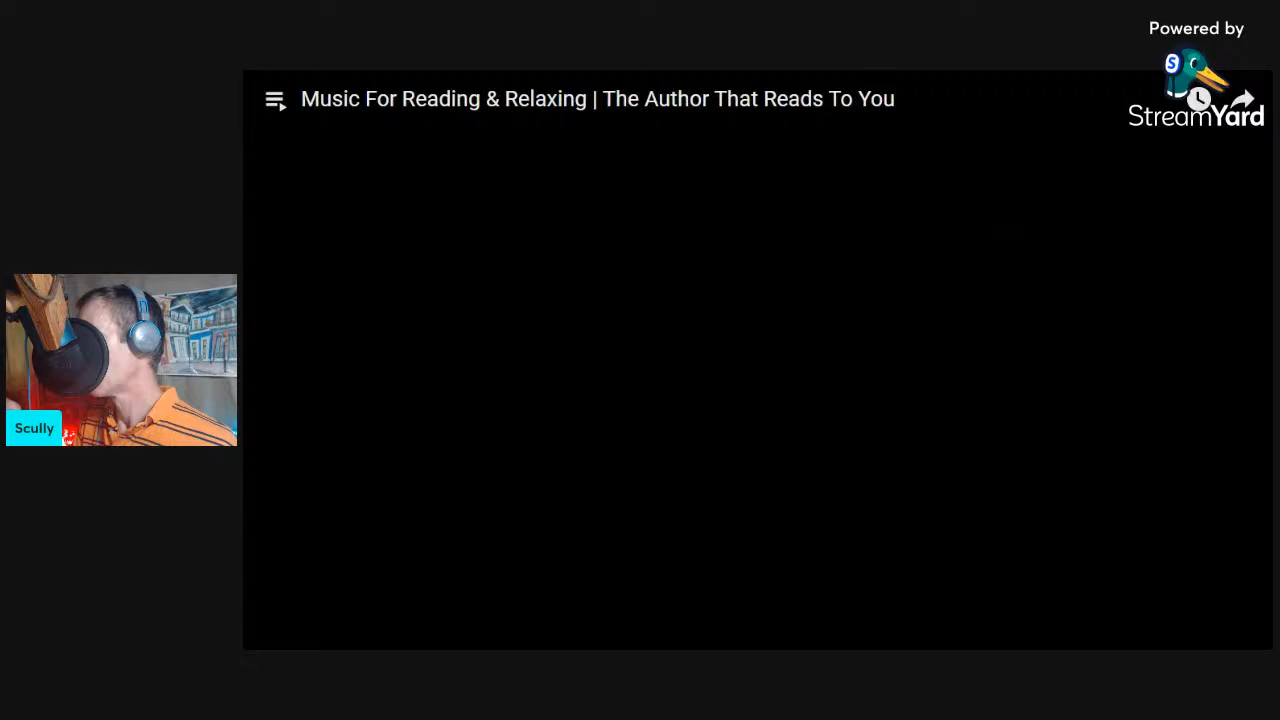 Powered by
S
Music For Reading & Relaxing | The Author That Reads To You
StreamYard
Scully